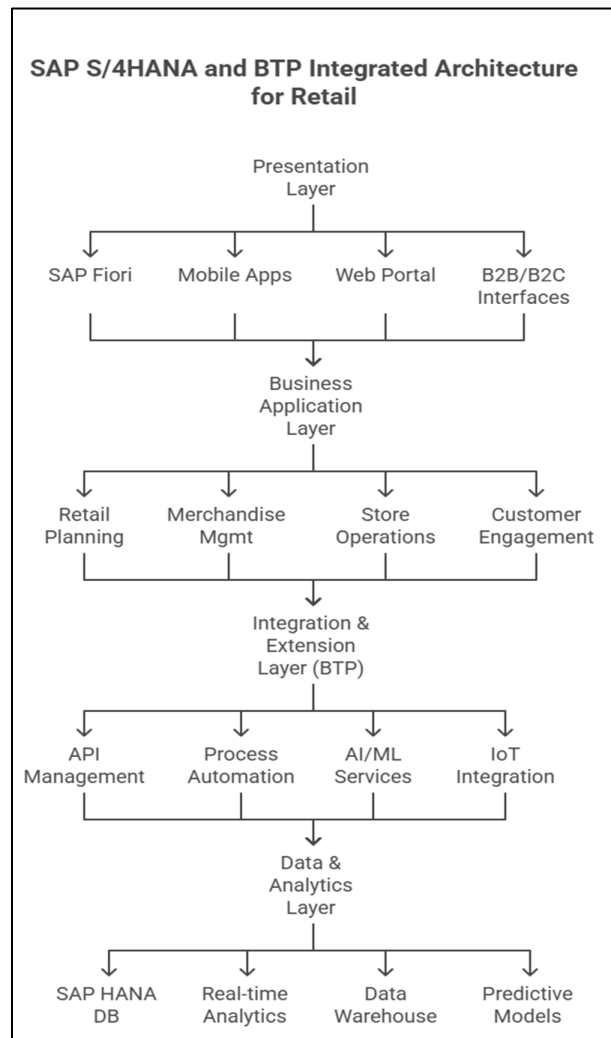 SAP S/4HANA and BTP Integrated Architecture
for Retail
Presentation
Layer
SAP Fiori
Mobile Apps
Web Portal
B2B/B2C
Interfaces
Business
Application
Layer
Retail
Planning
Merchandise
Mgmt
Store
Operations
Customer
Engagement
Integration &
Extension
Layer (BTP)
API
Management
Process
Automation
AI/ML
Services
IoT
Integration
Data &
Analytics
Layer
SAP HANA
DB
Real-time
Analytics
Data
Warehouse
Predictive
Models